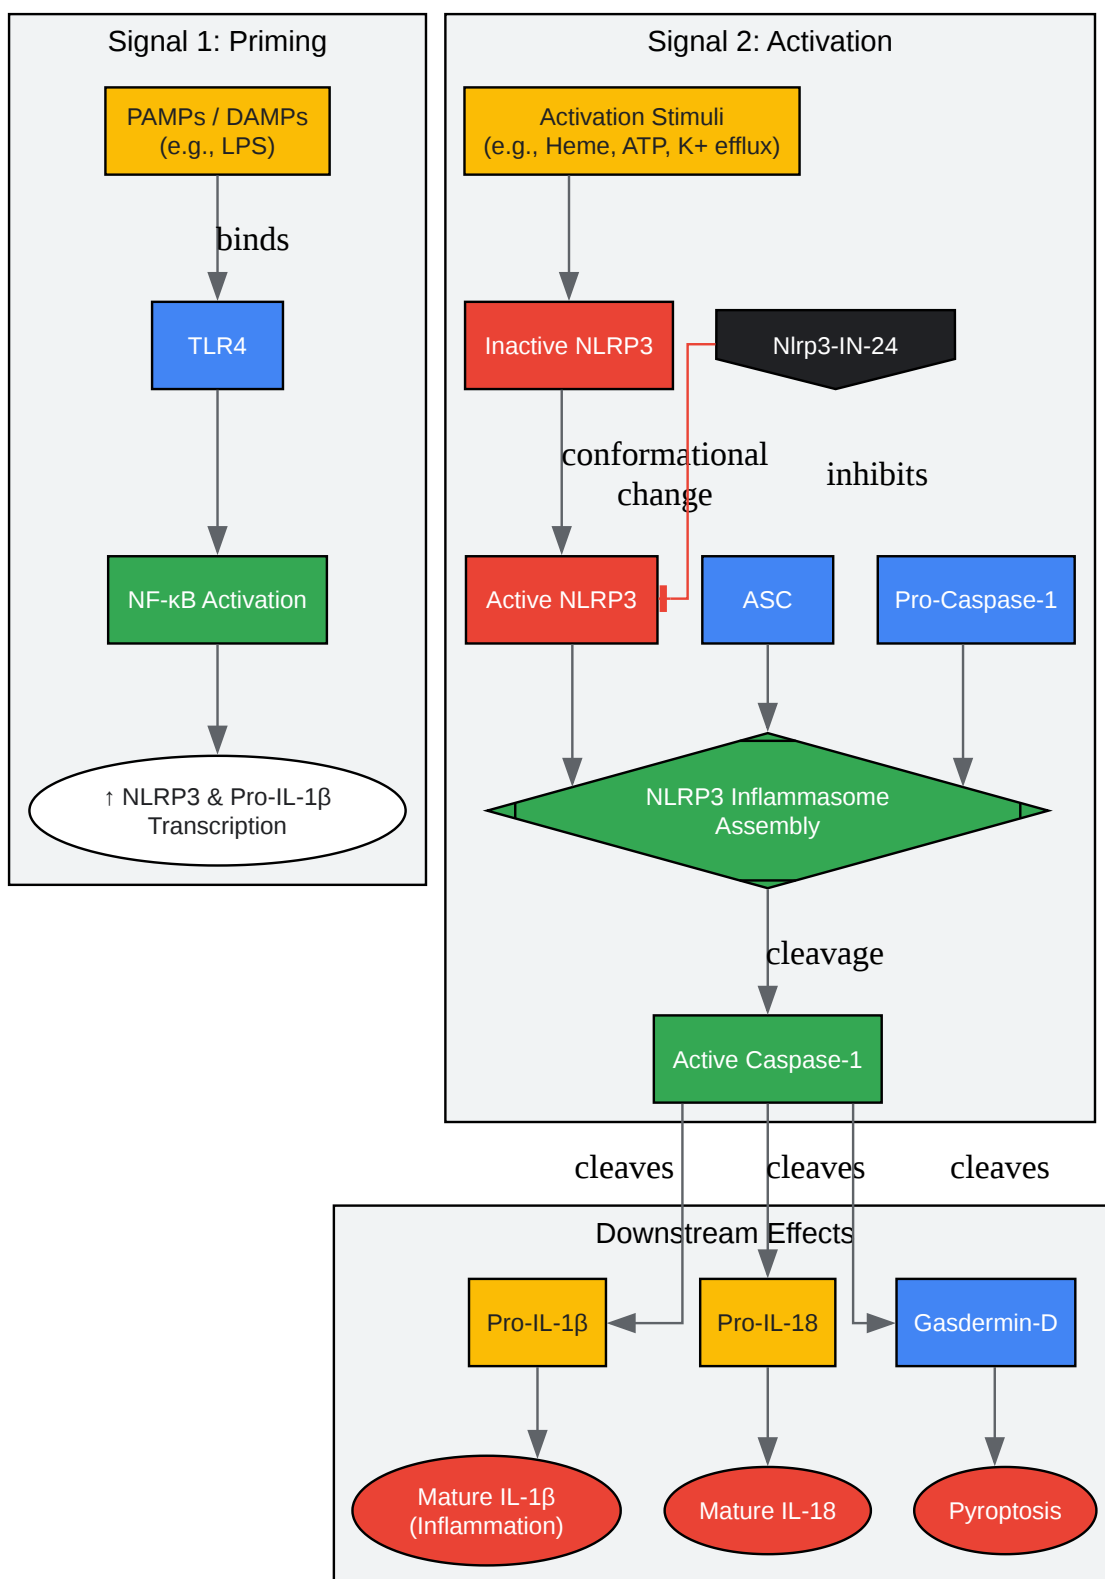 Signal 1: Priming
PAMPs / DAMPs
(e.g., LPS)
binds
TLR4
NF-κB Activation
↑ NLRP3 & Pro-IL-1β
Transcription
Signal 2: Activation
Activation Stimuli
(e.g., Heme, ATP, K+ efflux)
Inactive NLRP3
Nlrp3-IN-24
conformational
change
inhibits
Active NLRP3
ASC
Pro-Caspase-1
NLRP3 Inflammasome
Assembly
cleavage
Active Caspase-1
cleaves
cleaves
cleaves
Downstream Effects
Pro-IL-1β
Pro-IL-18
Gasdermin-D
Mature IL-1β
(Inflammation)
Mature IL-18
Pyroptosis